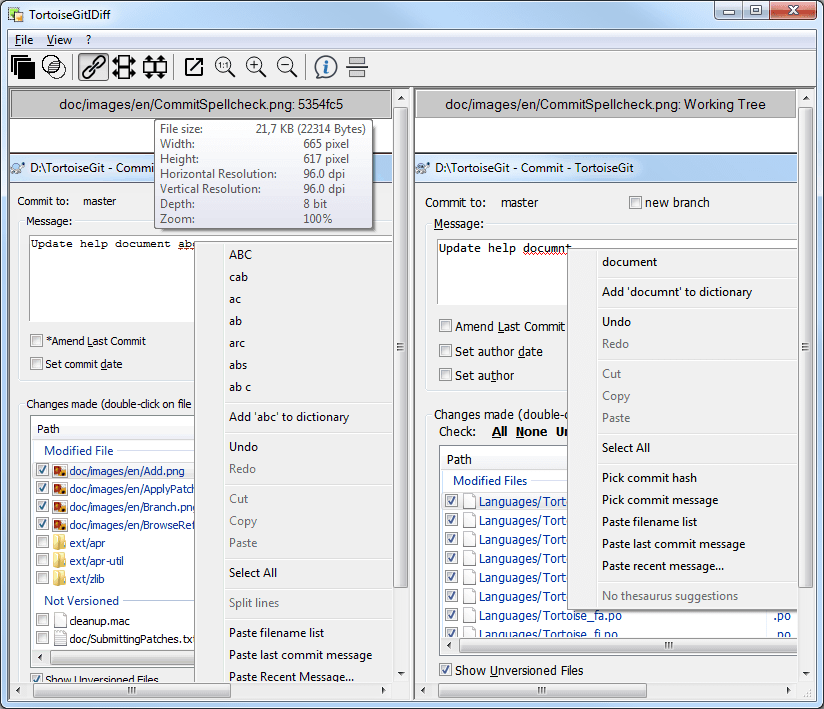 TortoiseGitIDiff
File View ?
1:1
doc/images/en/CommitSpellcheck.png: 5354fc5
File size: 21,7 KB (22314 Bytes)
Width: 665 pixel
Height: 617 pixel
Horizontal Resolution: 96.0 dpi
Vertical Resolution: 96.0 dpi
Depth: 8 bit
Zoom: 100%
D:\TortoiseGit - Commi
Commit to: master
Message:
Update help document abc
ABC
cab
ac
ab
arc
abs
ab c
Add 'abc' to dictionary
Undo
Redo
Cut
Copy
Paste
Select All
Split lines
Paste filename list
Paste last commit message
Paste Recent Message...
*Amend Last Commit
Set commit date
Changes made (double-click on file
Path
Modified File
doc/images/en/Add.png
doc/images/en/ApplyPatch
doc/images/en/Branch.png
doc/images/en/BrowseRef
ext/apr
ext/apr-util
ext/zlib
Not Versioned
cleanup.mac
doc/SubmittingPatches.txt
Show Unversioned Files
doc/images/en/CommitSpellcheck.png: Working Tree
D:\TortoiseGit - Commit - TortoiseGit
Commit to: master new branch
Message:
Update help documnt
document
Add 'documnt' to dictionary
Undo
Redo
Cut
Copy
Paste
Select All
Pick commit hash
Pick commit message
Paste filename list
Paste last commit message
Paste recent message...
No thesaurus suggestions
Amend Last Commit
Set author date
Set author
Changes made (double-c
Check: All None Un
Path
Modified Files
Languages/Tort
Languages/Tort
Languages/Tort
Languages/Tort
Languages/Tort
Languages/Tort
Languages/Tortoise_fa.po .po
Languages/Tortoise_fi.po .po
Show Unversioned Files